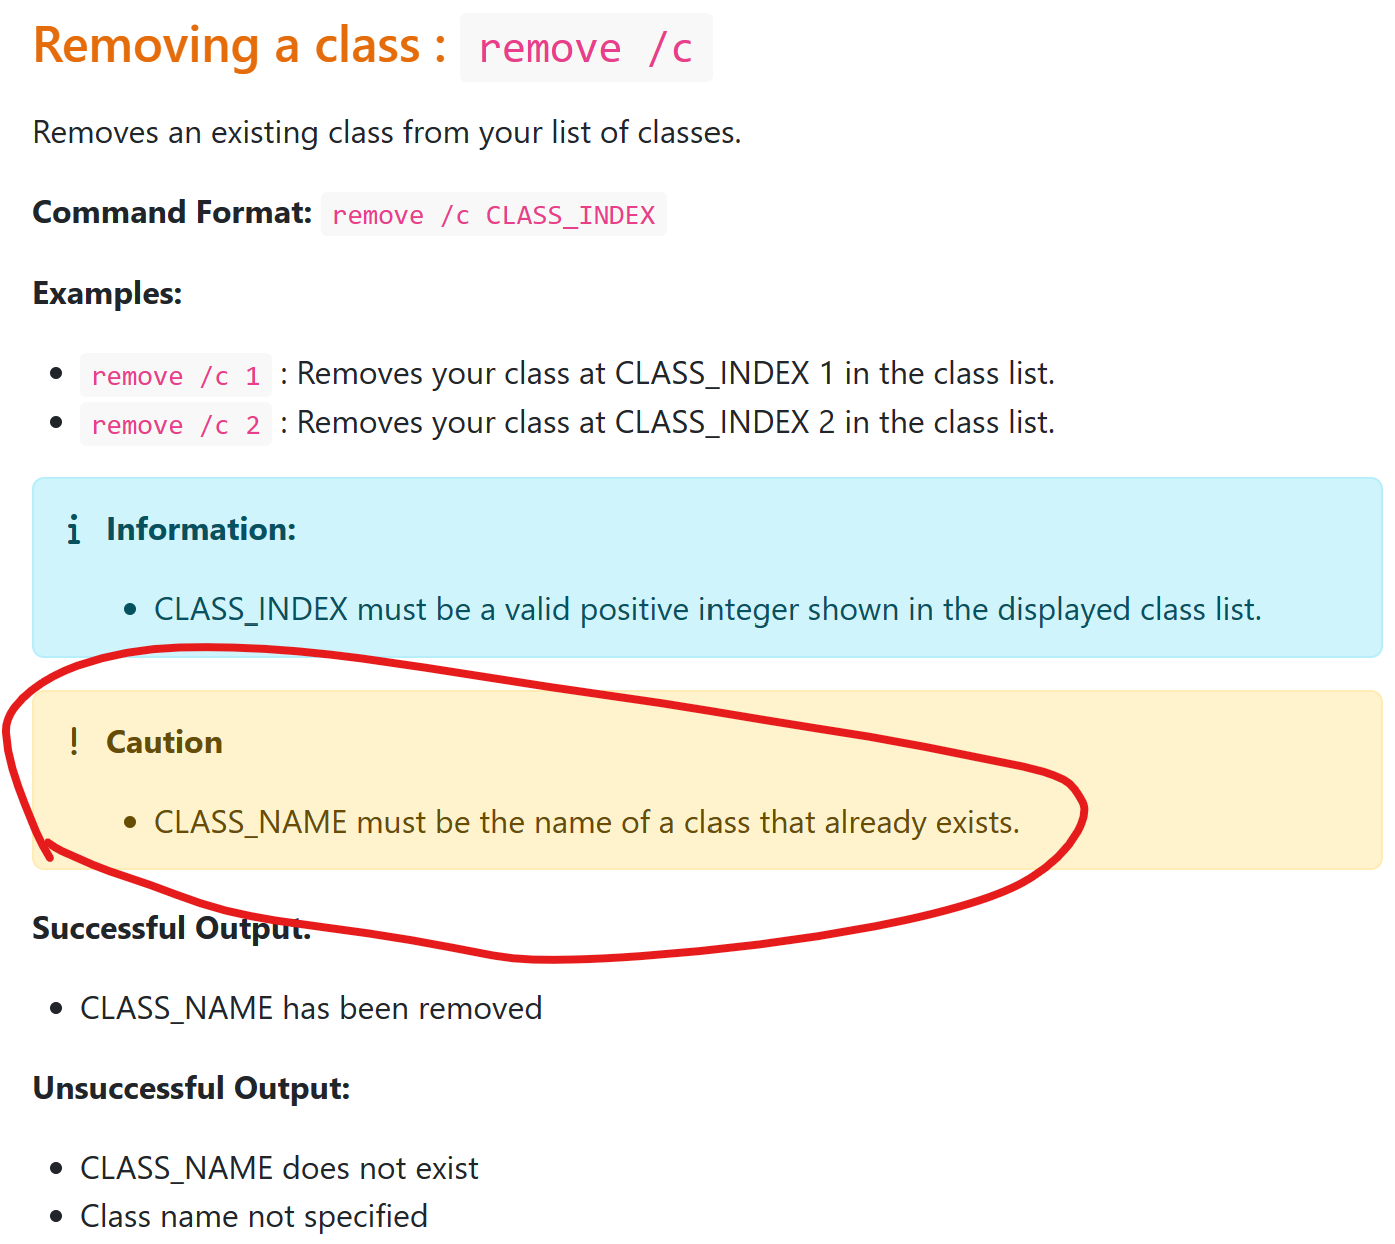 Removing a class : remove /c
Removes an existing class from your list of classes.
Command Format: remove /c CLASS_INDEX
Examples:
• remove /c 1 : Removes your class at CLASS_INDEX 1 in the class list.
• remove /c 2 : Removes your class at CLASS_INDEX 2 in the class list.
Information:
• CLASS_INDEX must be a valid positive integer shown in the displayed class list.
! Caution
• CLASS_NAME must be the name of a class that already exists.
Successful Output:
• CLASS_NAME has been removed
Unsuccessful Output:
• CLASS_NAME does not exist
• Class name not specified